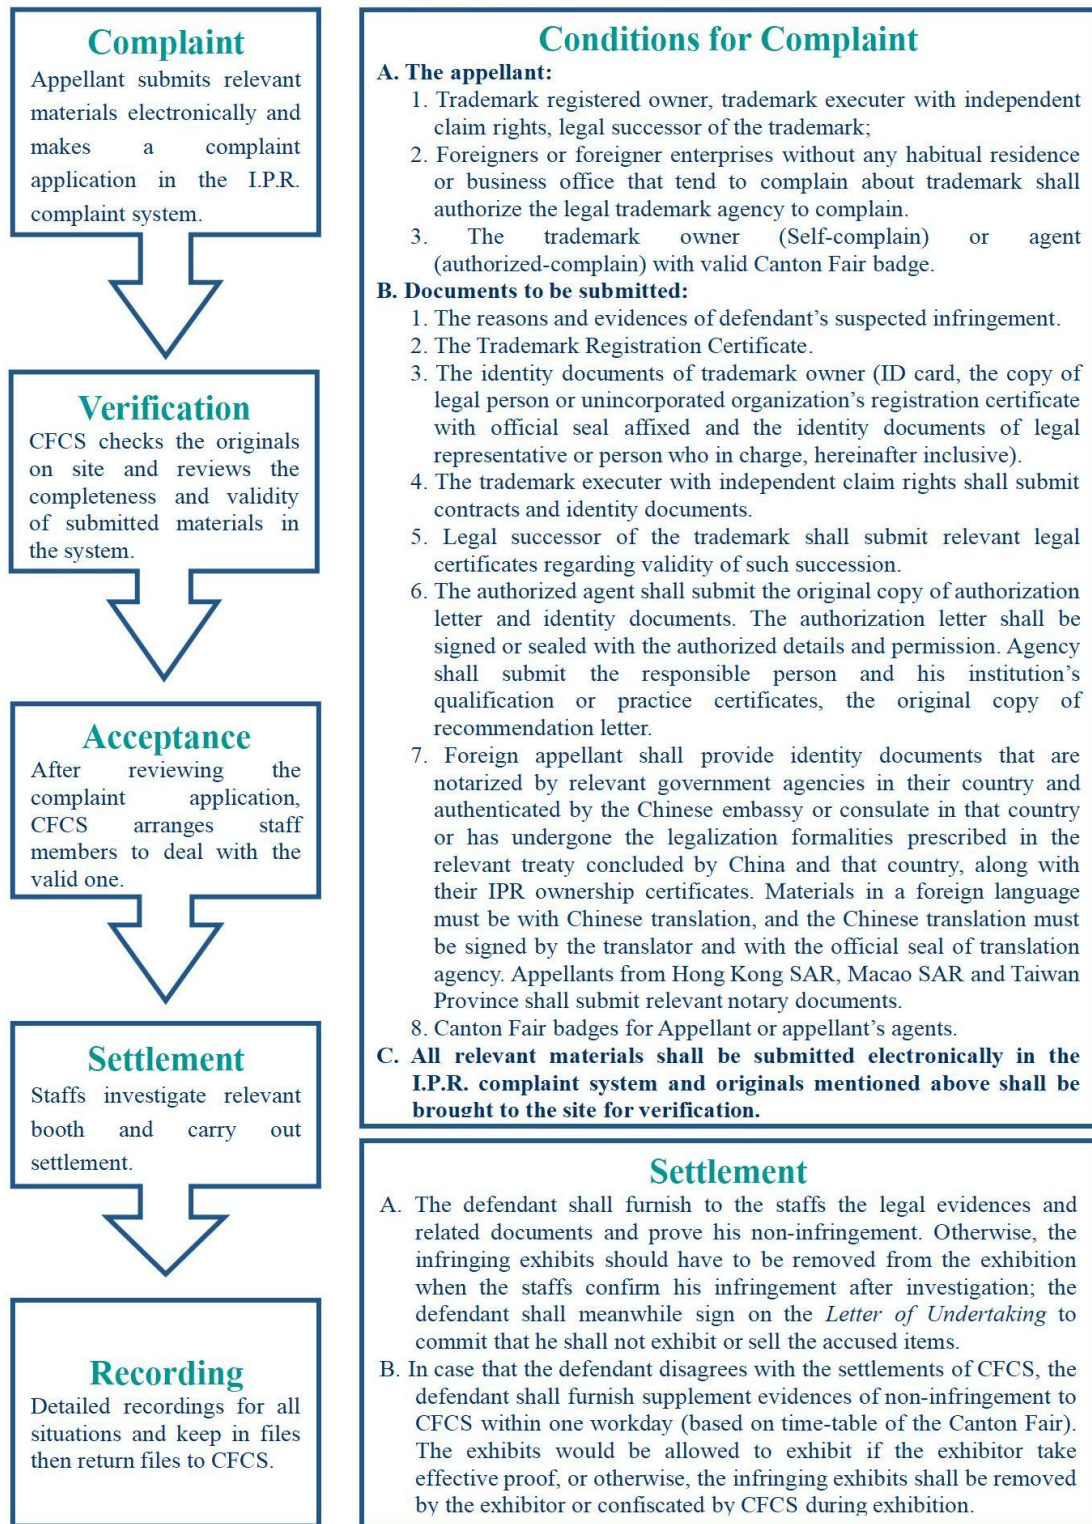 Complaint
Appellant submits relevant
materials electronically and
makes a complaint
application in the I.P.R.
complaint system.
Verification
CFCS checks the originals
on site and reviews the
completeness and validity
of submitted materials in
the system.
Acceptance
After reviewing the
complaint application,
CFCS arranges staff
members to deal with the
valid one.
Settlement
Staffs investigate relevant
booth and carry out
settlement.
Recording
Detailed recordings for all
situations and keep in files
then return files to CFCS.
Conditions for Complaint
A. The appellant:
1. Trademark registered owner, trademark executer with independent
claim rights, legal successor of the trademark;
2. Foreigners or foreigner enterprises without any habitual residence
or business office that tend to complain about trademark shall
authorize the legal trademark agency to complain.
3. The trademark owner (Self-complain) or agent
(authorized-complain) with valid Canton Fair badge.
B. Documents to be submitted:
1. The reasons and evidences of defendant's suspected infringement.
2. The Trademark Registration Certificate.
3. The identity documents of trademark owner (ID card, the copy of
legal person or unincorporated organization's registration certificate
with official seal affixed and the identity documents of legal
representative or person who in charge, hereinafter inclusive).
4. The trademark executer with independent claim rights shall submit
contracts and identity documents.
5. Legal successor of the trademark shall submit relevant legal
certificates regarding validity of such succession.
6. The authorized agent shall submit the original copy of authorization
letter and identity documents. The authorization letter shall be
signed or sealed with the authorized details and permission. Agency
shall submit the responsible person and his institution's
qualification or practice certificates, the original copy of
recommendation letter.
7. Foreign appellant shall provide identity documents that are
notarized by relevant government agencies in their country and
authenticated by the Chinese embassy or consulate in that country
or has undergone the legalization formalities prescribed in the
relevant treaty concluded by China and that country, along with
their IPR ownership certificates. Materials in a foreign language
must be with Chinese translation, and the Chinese translation must
be signed by the translator and with the official seal of translation
agency. Appellants from Hong Kong SAR, Macao SAR and Taiwan
Province shall submit relevant notary documents.
8. Canton Fair badges for Appellant or appellant's agents.
C. All relevant materials shall be submitted electronically in the
I.P.R. complaint system and originals mentioned above shall be
brought to the site for verification.
Settlement
A. The defendant shall furnish to the staffs the legal evidences and
related documents and prove his non-infringement. Otherwise, the
infringing exhibits should have to be removed from the exhibition
when the staffs confirm his infringement after investigation; the
defendant shall meanwhile sign on the Letter of Undertaking to
commit that he shall not exhibit or sell the accused items.
B. In case that the defendant disagrees with the settlements of CFCS, the
defendant shall furnish supplement evidences of non-infringement to
CFCS within one workday (based on time-table of the Canton Fair).
The exhibits would be allowed to exhibit if the exhibitor take
effective proof, or otherwise, the infringing exhibits shall be removed
by the exhibitor or confiscated by CFCS during exhibition.